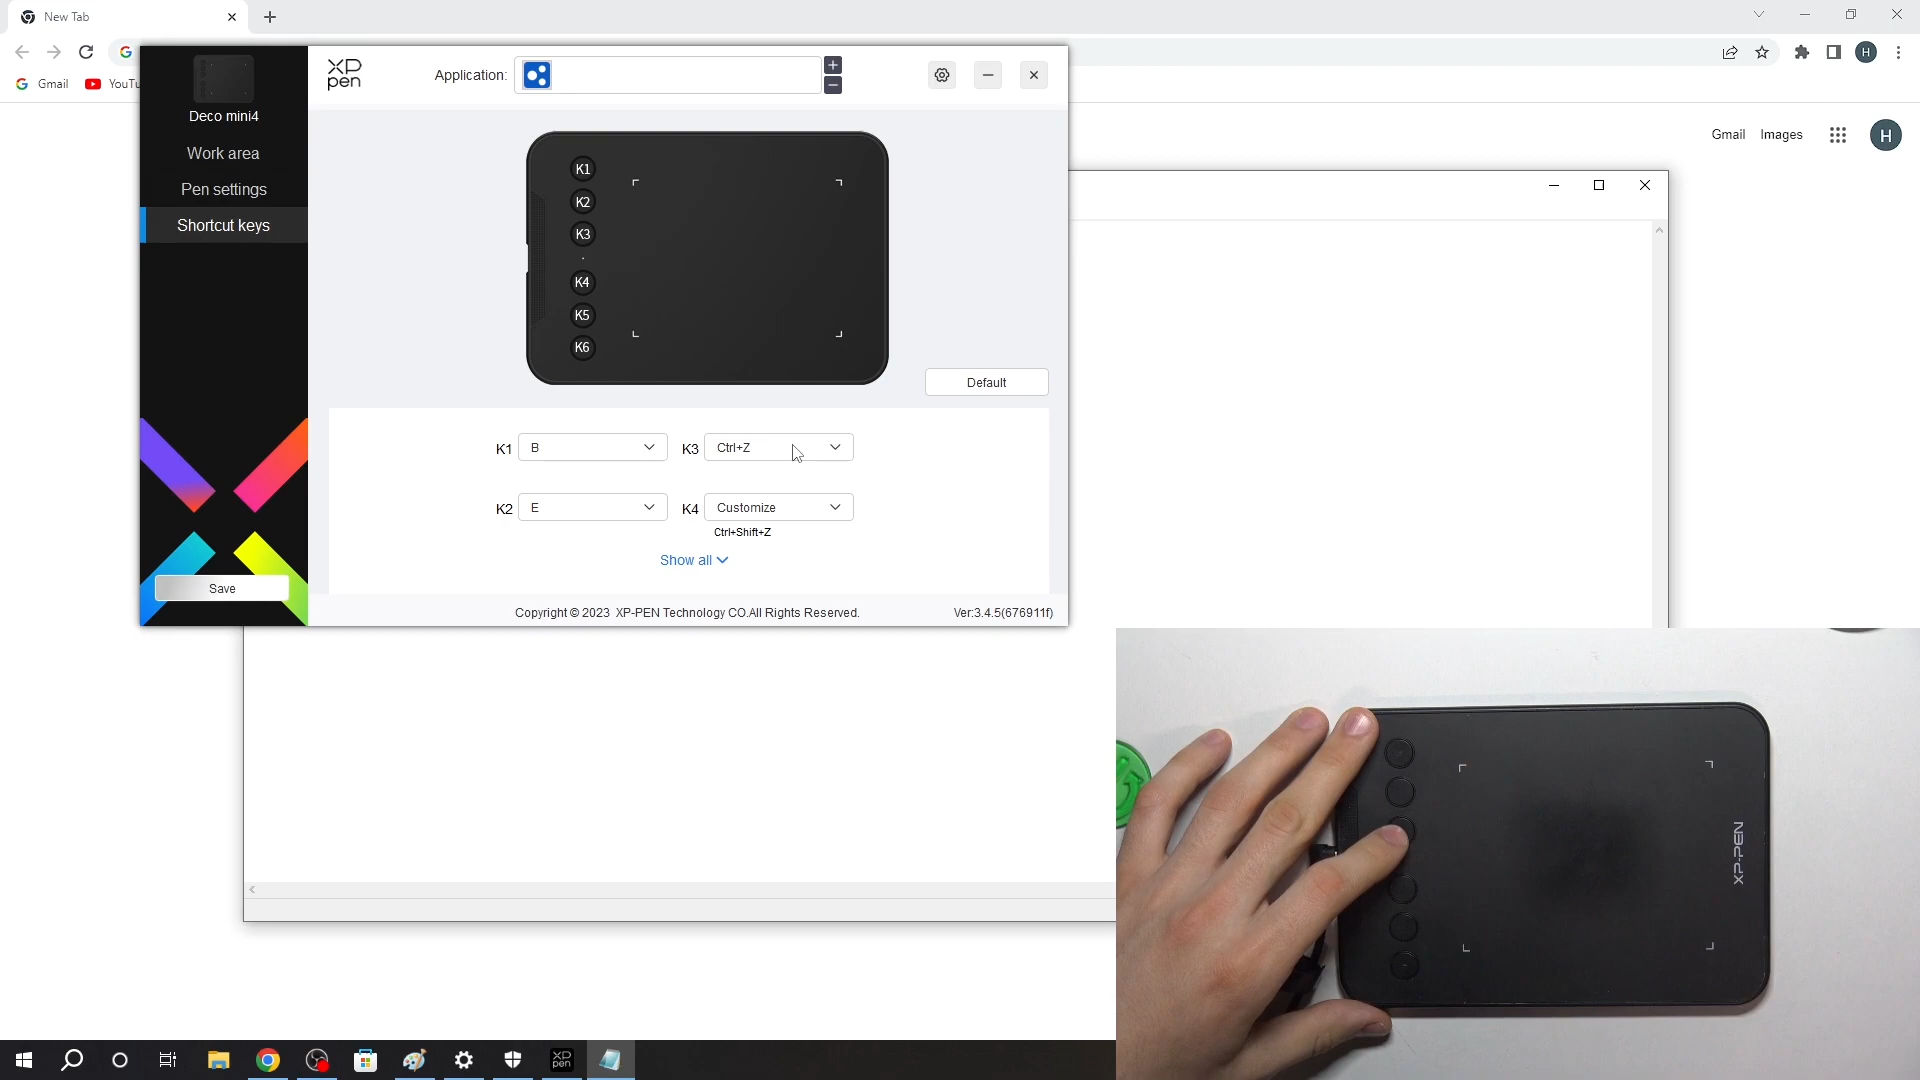 New Tab
Gmail
YouTu
XP
pen
Application:
Deco mini4
Work area
Pen settings
Shortcut keys
Save
K1
K2
K3
K4
K5
K6
Default
K1 B
K3 Ctrl+Z
K2 E
K4 Customize
Ctrl+Shift+Z
Show all
Copyright © 2023 XP-PEN Technology CO.All Rights Reserved.
Ver:3.4.5(676911f)
H
Gmail
Images
H
XP-PEN
XP
pen